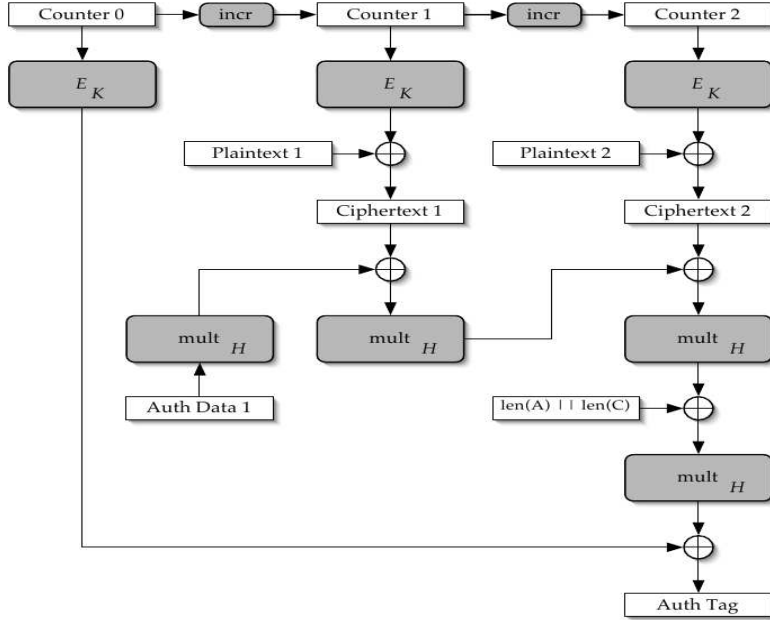 Counter 0 incr Counter 1 incr Counter 2
E K E K E K
Plaintext 1 Plaintext 2
Ciphertext 1 Ciphertext 2
mult H mult H mult H
Auth Data 1 len(A) || len(C)
mult H
Auth Tag